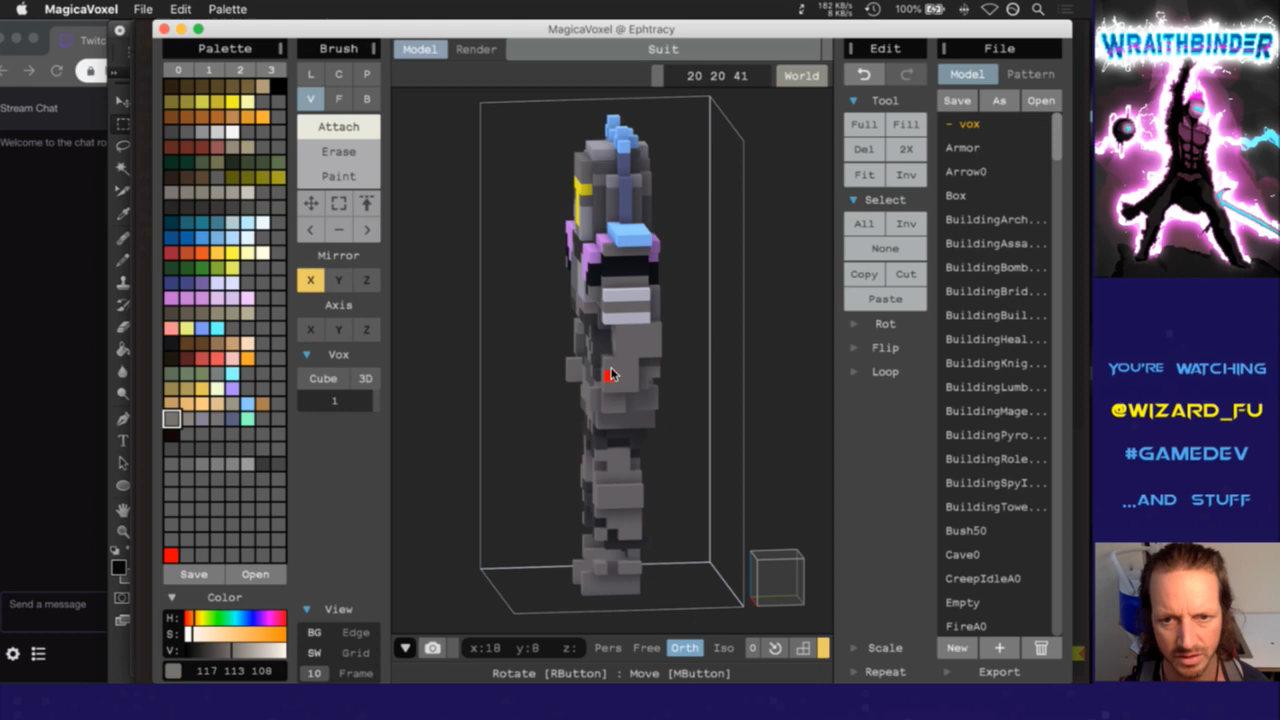 MagicaVoxel File Edit Palette
182 KB/s
8 KB/s
100%
MagicaVoxel @ Ephtracy
Twitc
Stream Chat
Welcome to the chat ro
Send a message
Palette
0 1 2 3
Save Open
Color
H:
S:
V:
117 113 108
Brush
L C P
V F B
Attach
Erase
Paint
Mirror
X Y Z
Axis
X Y Z
Vox
Cube 3D
1
View
BG Edge
SW Grid
10 Frame
Model Render Suit
20 20 41 World
x:18 y:8 z: Pers Free Orth Iso 0
Rotate [RButton] : Move [MButton]
Edit
Tool
Full Fill
Del 2X
Fit Inv
Select
All Inv
None
Copy Cut
Paste
Rot
Flip
Loop
Scale
Repeat
File
Model Pattern
Save As Open
- vox
Armor
Arrow0
Box
BuildingArch...
BuildingAssa...
BuildingBomb...
BuildingBrid...
BuildingBuil...
BuildingHeal...
BuildingKnig...
BuildingLumb...
BuildingMage...
BuildingPyro...
BuildingRole...
BuildingSpyI...
BuildingTowe...
Bush50
Cave0
CreepIdleA0
Empty
FireA0
New +
Export
WRAITHBINDER
YOU'RE WATCHING
@WIZARD_FU
#GAMEDEV
...AND STUFF